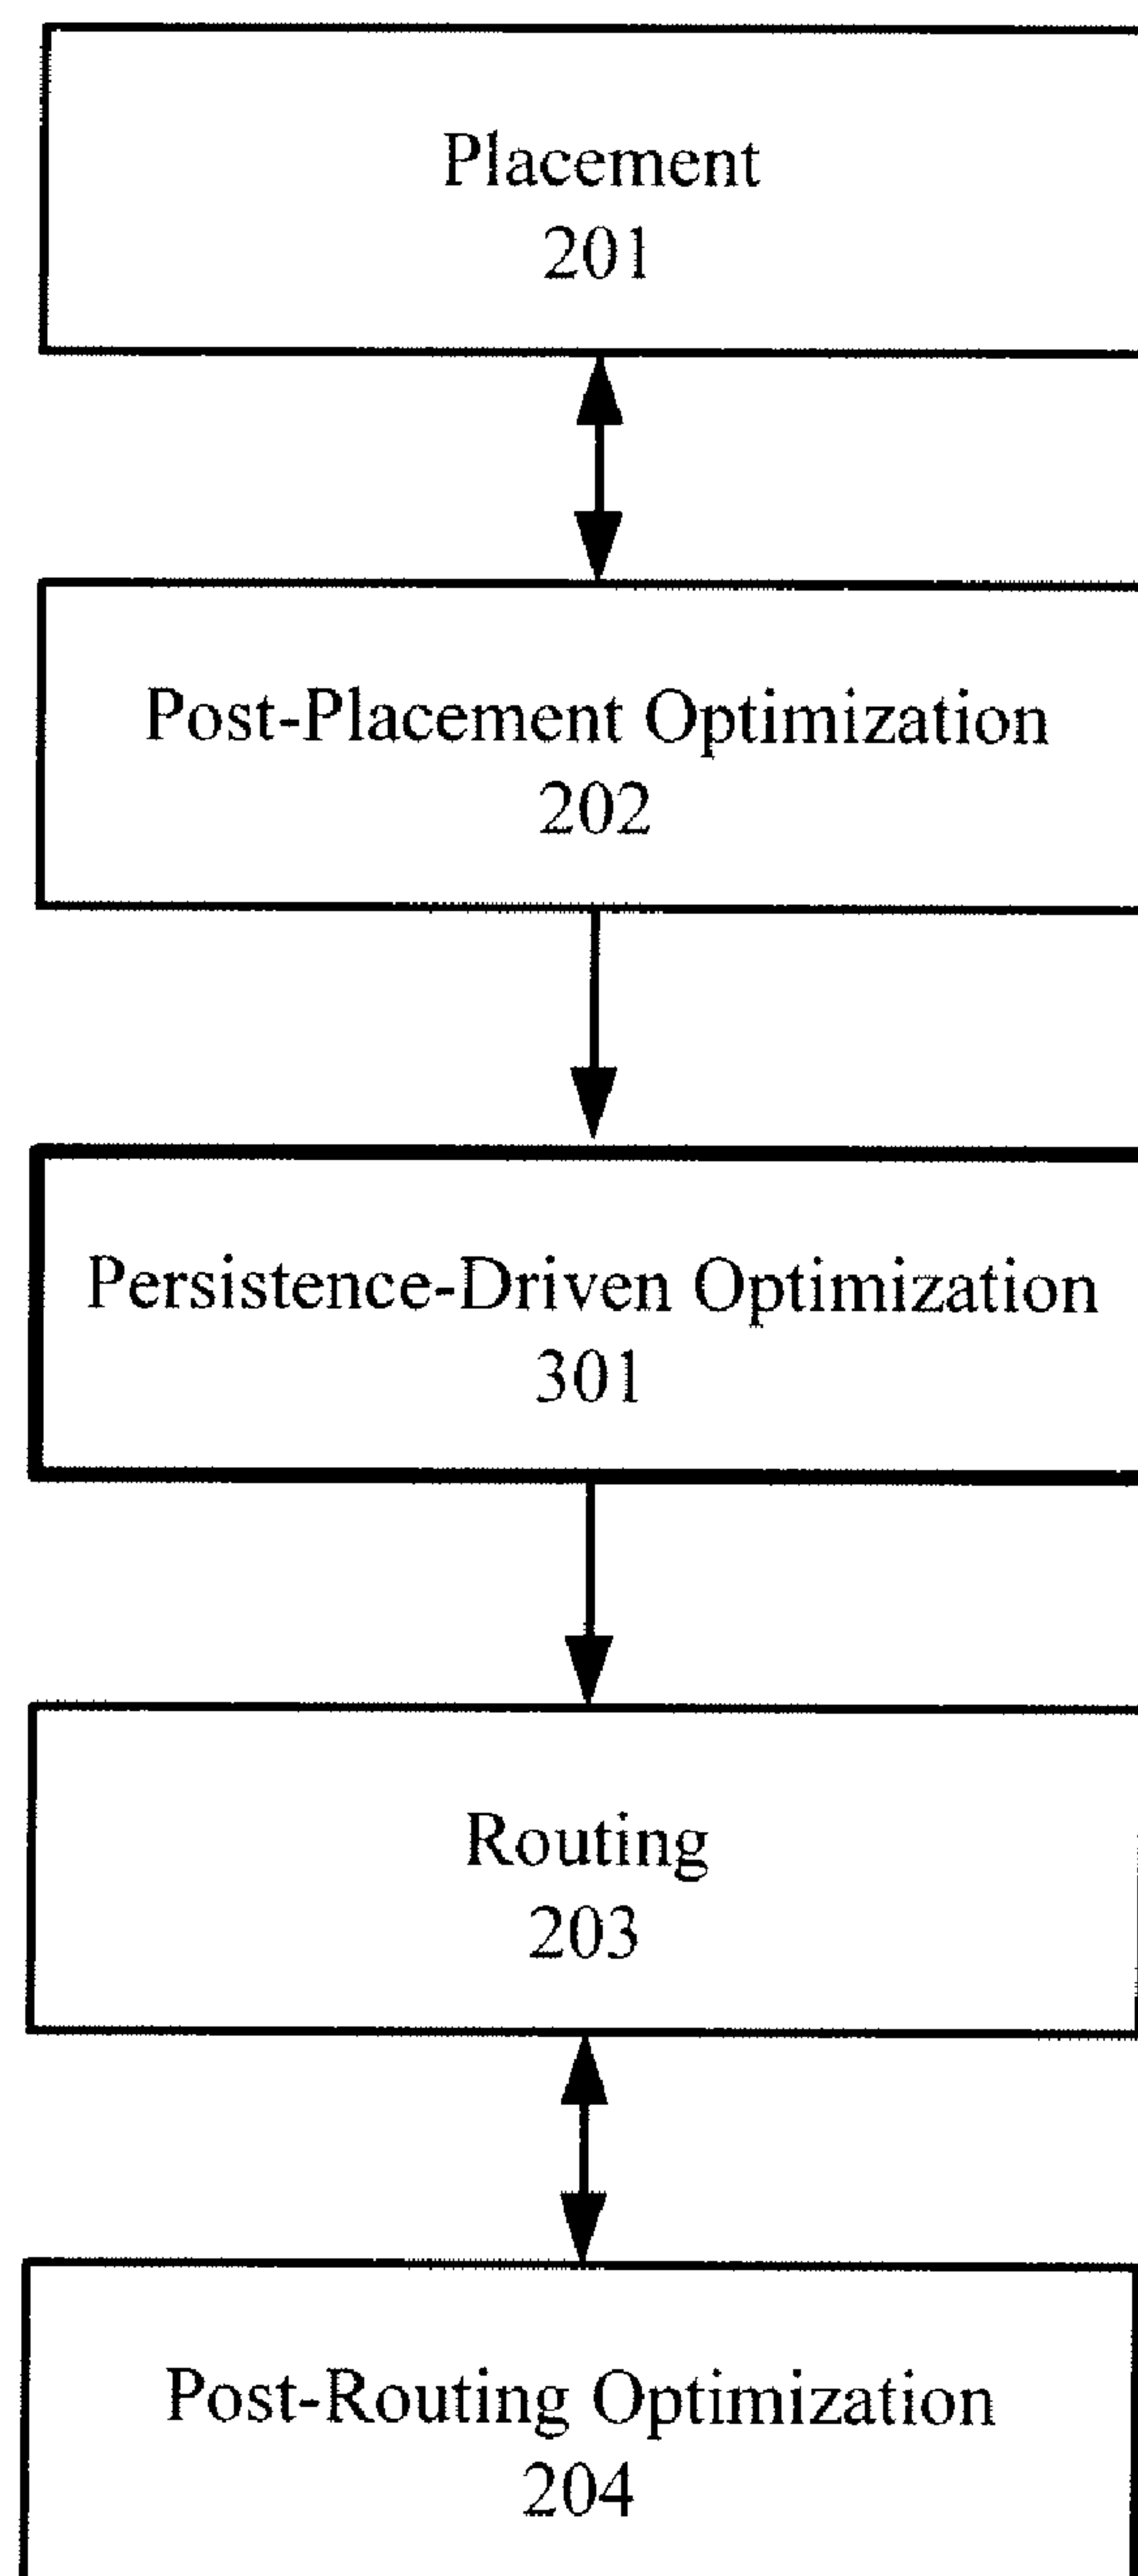 Placement
201
Post-Placement Optimization
202
Persistence-Driven Optimization
301
Routing
203
Post-Routing Optimization
204